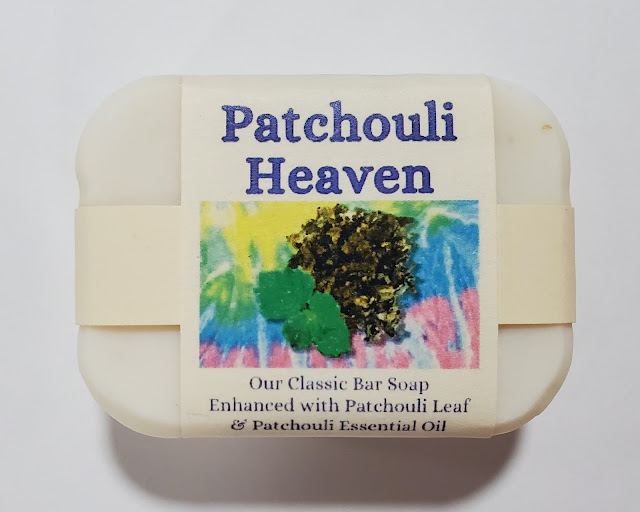 Patchouli
Heaven
Our Classic Bar Soap
Enhanced with Patchouli Leaf
& Patchouli Essential Oil